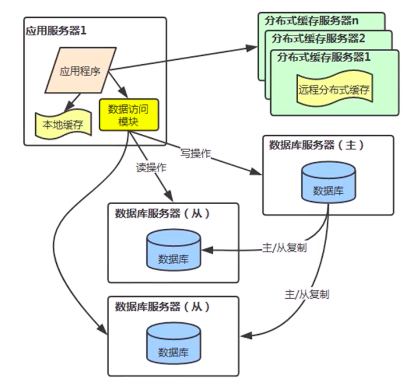 应用服务器1
应用程序
本地缓存
数据访问
模块
分布式缓存服务器n
分布式缓存服务器2
分布式缓存服务器1
远程分布式缓存
读操作
写操作
数据库服务器（主）
数据库
数据库服务器（从）
数据库
主/从复制
主/从复制
数据库服务器（从）
数据库